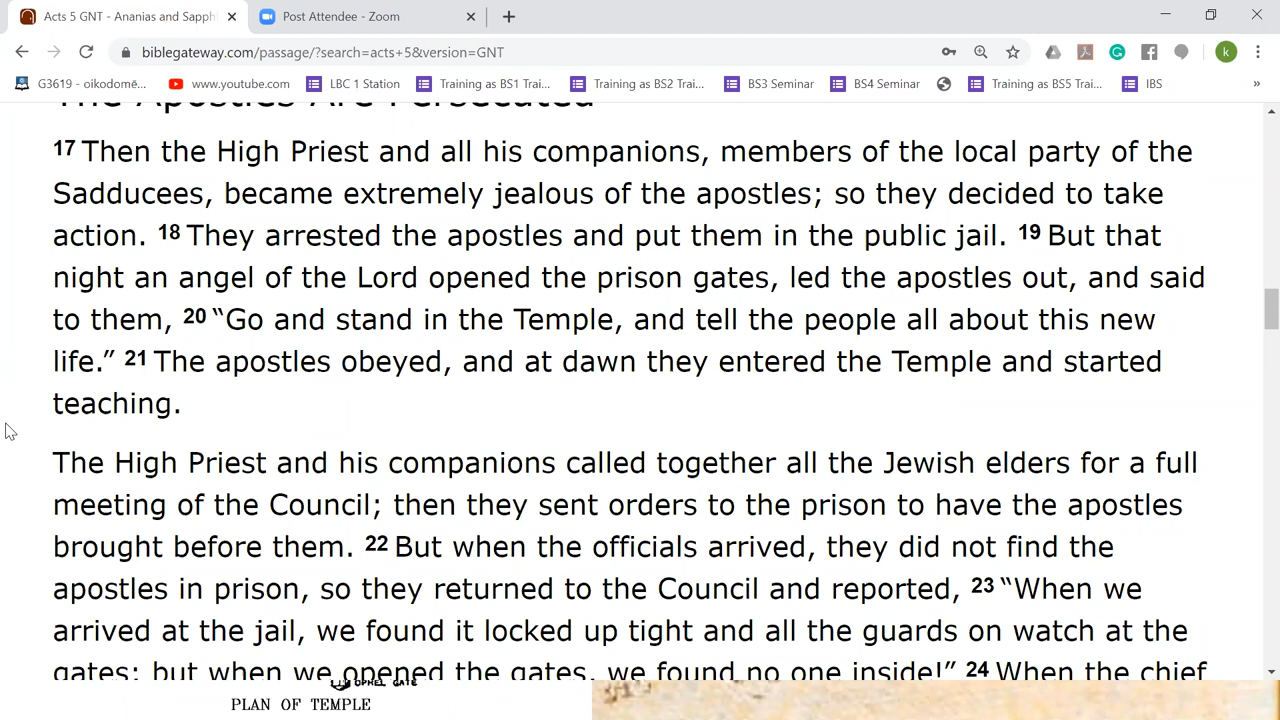 Acts 5 GNT - Ananias and Sapph
Post Attendee - Zoom
biblegateway.com/passage/?search=acts+5&version=GNT
k
G3619 - oikodomē...
www.youtube.com
LBC 1 Station
Training as BS1 Trai...
Training as BS2 Trai...
BS3 Seminar
BS4 Seminar
Training as BS5 Trai...
IBS
»
The Apostles Are Persecuted
17 Then the High Priest and all his companions, members of the local party of the
Sadducees, became extremely jealous of the apostles; so they decided to take
action. 18 They arrested the apostles and put them in the public jail. 19 But that
night an angel of the Lord opened the prison gates, led the apostles out, and said
to them, 20 “Go and stand in the Temple, and tell the people all about this new
life.” 21 The apostles obeyed, and at dawn they entered the Temple and started
teaching.
The High Priest and his companions called together all the Jewish elders for a full
meeting of the Council; then they sent orders to the prison to have the apostles
brought before them. 22 But when the officials arrived, they did not find the
apostles in prison, so they returned to the Council and reported, 23 “When we
arrived at the jail, we found it locked up tight and all the guards on watch at the
gates; but when we opened the gates, we found no one inside!” 24 When the chief
OPHEL GATE
PLAN OF TEMPLE